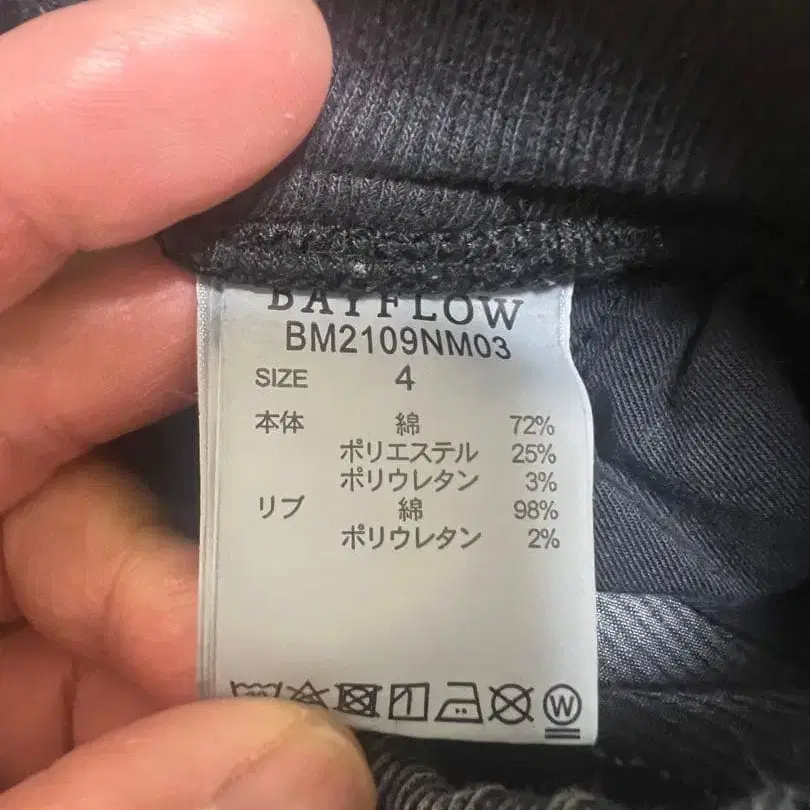 BAYFLOW
BM2109NM03
SIZE 4
本体 綿 72%
ポリエステル 25%
ポリウレタン 3%
リブ 綿 98%
ポリウレタン 2%
W